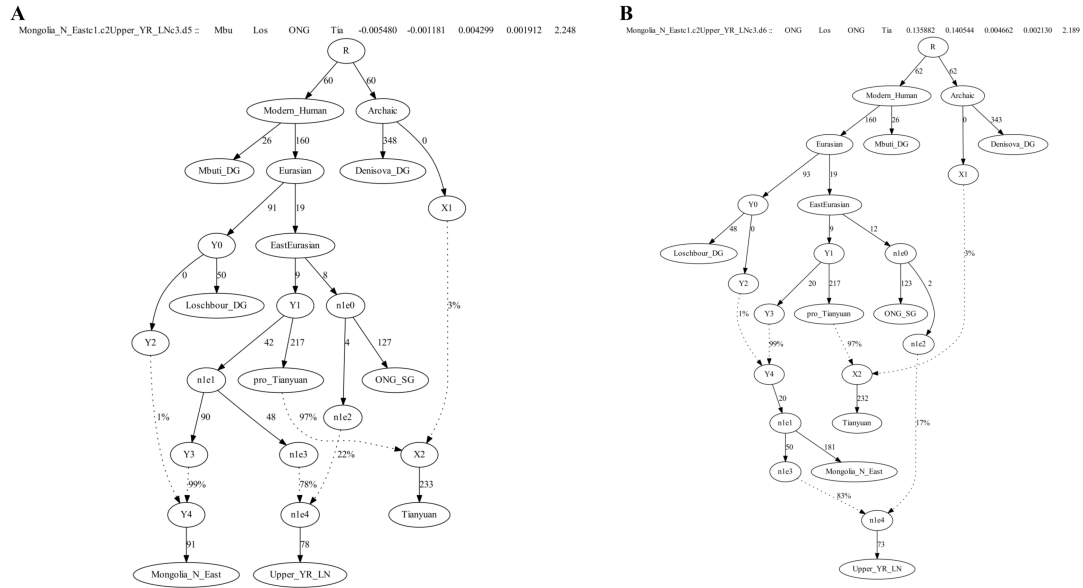 A
Mongolia_N_Eastc1.c2Upper_YR_LNc3.d5 :: Mbu Los ONG Tia -0.005480 -0.001181 0.004299 0.001912 2.248
R
60 60
Modern_Human Archaic
26 160 348 0
Mbuti_DG Eurasian Denisova_DG
91 19 X1
Y0 EastEurasian
0 50 9 8 3%
Loschbour_DG Y1 n1e0
Y2 42 217 4 127
n1e1 pro_Tianyuan ONG_SG
1% 90 48 97% n1e2
Y3 n1e3 22% X2
99% 78% 233
Y4 n1e4 Tianyuan
91 78
Mongolia_N_East Upper_YR_LN
B
Mongolia_N_Eastc1.c2Upper_YR_LNc3.d6 :: ONG Los ONG Tia 0.135882 0.140544 0.004662 0.002130 2.189
R
62 62
Modern_Human Archaic
160 26 0 343
Eurasian Mbuti_DG Denisova_DG
93 19 X1
Y0 EastEurasian
48 0 9 12
Loschbour_DG Y1 n1e0 3%
Y2 20 217 123 2
Y3 pro_Tianyuan ONG_SG
1% 99% 97% n1e2
Y4 X2
20 232
n1e1 Tianyuan 17%
50 181
n1e3 Mongolia_N_East
83%
n1e4
73
Upper_YR_LN